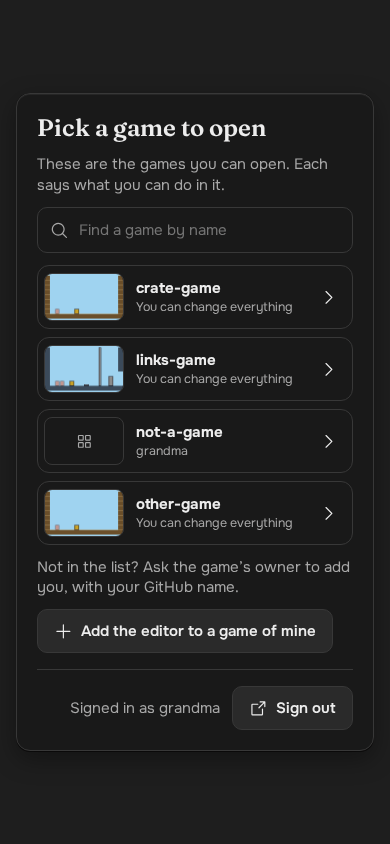 Pick a game to open
These are the games you can open. Each
says what you can do in it.
Find a game by name
crate-game
You can change everything
links-game
You can change everything
not-a-game
grandma
other-game
You can change everything
Not in the list? Ask the game’s owner to add
you, with your GitHub name.
Add the editor to a game of mine
Signed in as grandma
Sign out